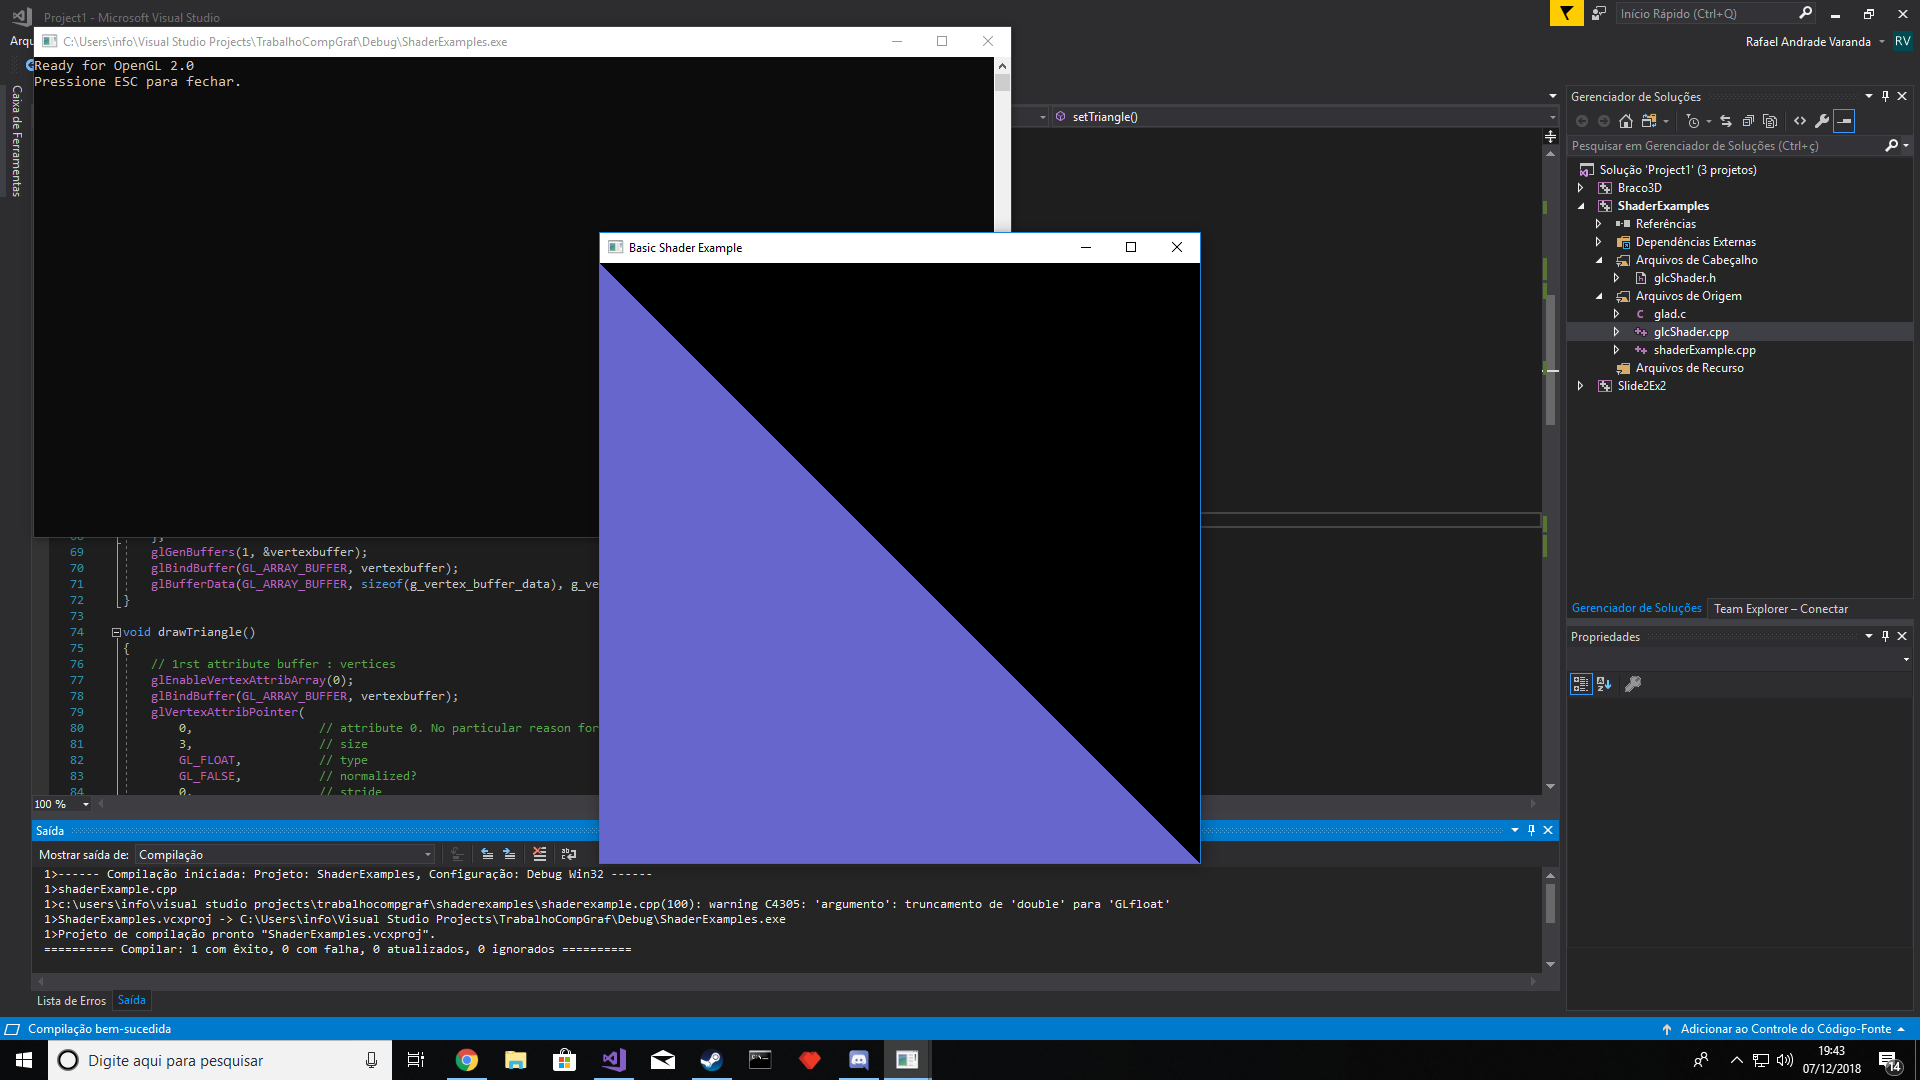 Project1 - Microsoft Visual Studio
Início Rápido (Ctrl+Q)
Arqu
Rafael Andrade Varanda
RV
C:\Users\info\Visual Studio Projects\TrabalhoCompGraf\Debug\ShaderExamples.exe
Ready for OpenGL 2.0
Pressione ESC para fechar.
Caixa de Ferramentas
setTriangle()
Basic Shader Example
69 glGenBuffers(1, &vertexbuffer);
70 glBindBuffer(GL_ARRAY_BUFFER, vertexbuffer);
71 glBufferData(GL_ARRAY_BUFFER, sizeof(g_vertex_buffer_data), g_ve
72 }
73
74 void drawTriangle()
75 {
76 // 1rst attribute buffer : vertices
77 glEnableVertexAttribArray(0);
78 glBindBuffer(GL_ARRAY_BUFFER, vertexbuffer);
79 glVertexAttribPointer(
80 0, // attribute 0. No particular reason for
81 3, // size
82 GL_FLOAT, // type
83 GL_FALSE, // normalized?
84 0, // stride
100 %
Saída
Mostrar saída de: Compilação
1>------ Compilação iniciada: Projeto: ShaderExamples, Configuração: Debug Win32 ------
1>shaderExample.cpp
1>c:\users\info\visual studio projects\trabalhocompgraf\shaderexamples\shaderexample.cpp(100): warning C4305: 'argumento': truncamento de 'double' para 'GLfloat'
1>ShaderExamples.vcxproj -> C:\Users\info\Visual Studio Projects\TrabalhoCompGraf\Debug\ShaderExamples.exe
1>Projeto de compilação pronto "ShaderExamples.vcxproj".
========== Compilar: 1 com êxito, 0 com falha, 0 atualizados, 0 ignorados ==========
Lista de Erros Saída
Gerenciador de Soluções
Pesquisar em Gerenciador de Soluções (Ctrl+ç)
Solução 'Project1' (3 projetos)
Braco3D
ShaderExamples
Referências
Dependências Externas
Arquivos de Cabeçalho
glcShader.h
Arquivos de Origem
glad.c
glcShader.cpp
shaderExample.cpp
Arquivos de Recurso
Slide2Ex2
Gerenciador de Soluções Team Explorer – Conectar
Propriedades
Compilação bem-sucedida
Adicionar ao Controle do Código-Fonte
Digite aqui para pesquisar
19:43
07/12/2018
14